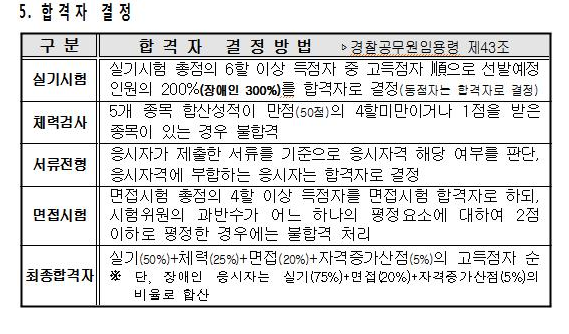 5. 합격자 결정
구 분
합 격 자 결 정 방 법 ▷경찰공무원임용령 제43조
실기시험
실기시험 총점의 6할 이상 득점자 중 고득점자 順으로 선발예정
인원의 200%(장애인 300%)를 합격자로 결정(동점자는 합격자로 결정)
체력검사
5개 종목 합산성적이 만점(50점)의 4할미만이거나 1점을 받은
종목이 있는 경우 불합격
서류전형
응시자가 제출한 서류를 기준으로 응시자격 해당 여부를 판단,
응시자격에 부합하는 응시자는 합격자로 결정
면접시험
면접시험 총점의 4할 이상 득점자를 면접시험 합격자로 하되,
시험위원의 과반수가 어느 하나의 평정요소에 대하여 2점
이하로 평정한 경우에는 불합격 처리
최종합격자
실기(50%)+체력(25%)+면접(20%)+자격증가산점(5%)의 고득점자 순
※ 단, 장애인 응시자는 실기(75%)+면접(20%)+자격증가산점(5%)의
비율로 합산